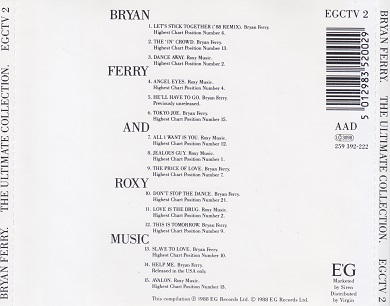 BRYAN FERRY. THE ULTIMATE COLLECTION. EGCTV 2
BRYAN
1. LET'S STICK TOGETHER ('88 REMIX). Bryan Ferry.
Highest Chart Position 4.
2. THE 'IN' CROWD. Bryan Ferry.
Highest Chart Position Number 13.
3. DANCE AWAY. Roxy Music.
Highest Chart Position Number 2.
FERRY
4. ANGEL EYES. Roxy Music.
Highest Chart Position Number 4.
5. HE'LL HAVE TO GO. Bryan Ferry.
Previously unreleased.
6. TOKYO JOE. Bryan Ferry.
Highest Chart Position Number 15.
AND
7. ALL I WANT IS YOU. Roxy Music.
Highest Chart Position Number 12.
8. JEALOUS GUY. Roxy Music.
Highest Chart Position Number 1.
9. THE PRICE OF LOVE. Bryan Ferry.
Highest Chart Position Number 7.
ROXY
10. DON'T STOP THE DANCE. Bryan Ferry.
Highest Chart Position Number 21.
11. LOVE IS THE DRUG. Roxy Music.
Highest Chart Position Number 2.
12. THIS IS TOMORROW. Bryan Ferry.
Highest Chart Position Number 9.
MUSIC
13. SLAVE TO LOVE. Bryan Ferry.
Highest Chart Position Number 10.
14. HELP ME. Bryan Ferry.
Released in the USA only.
15. AVALON. Roxy Music.
Highest Chart Position Number 13.
This compilation ℗ 1988 EG Records Ltd. © 1988 EG Records Ltd.
EGCTV 2
5 012983 520029
AAD
259 392-222
EG
Marketed
by Siren
Distributed
by Virgin
BRYAN FERRY. THE ULTIMATE COLLECTION. EGCTV 2